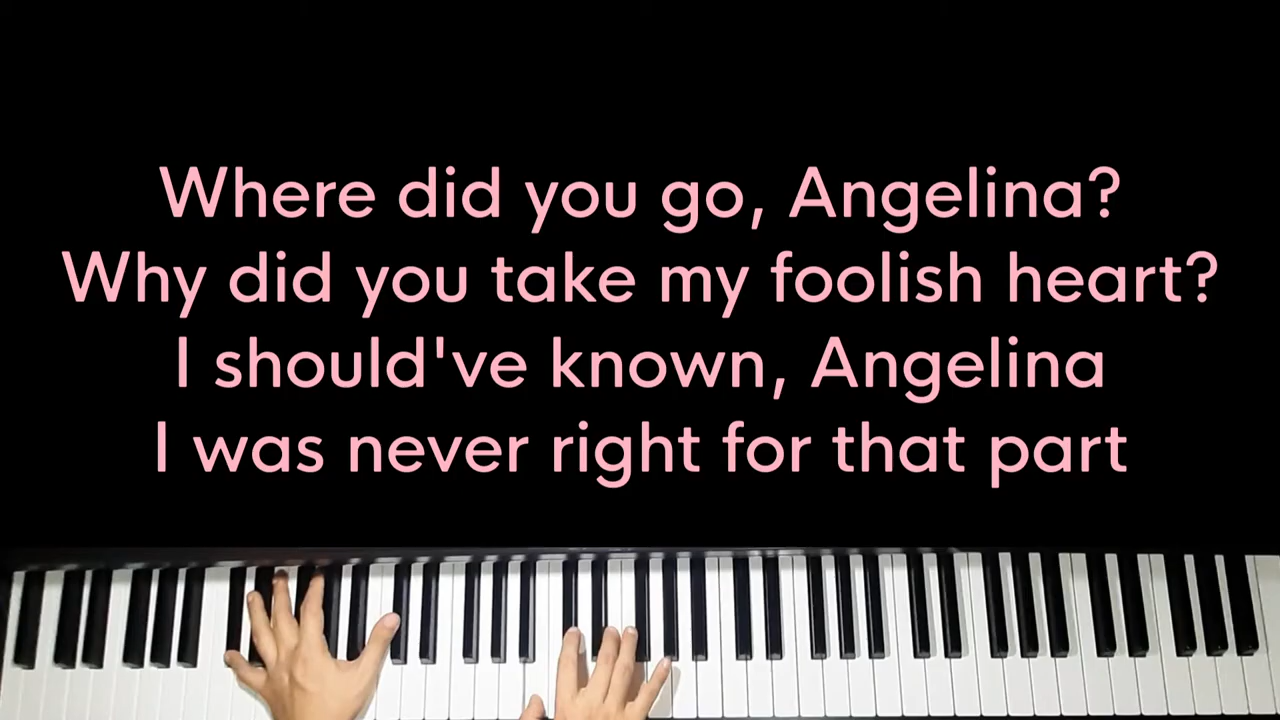 Where did you go, Angelina?
Why did you take my foolish heart?
I should've known, Angelina
I was never right for that part